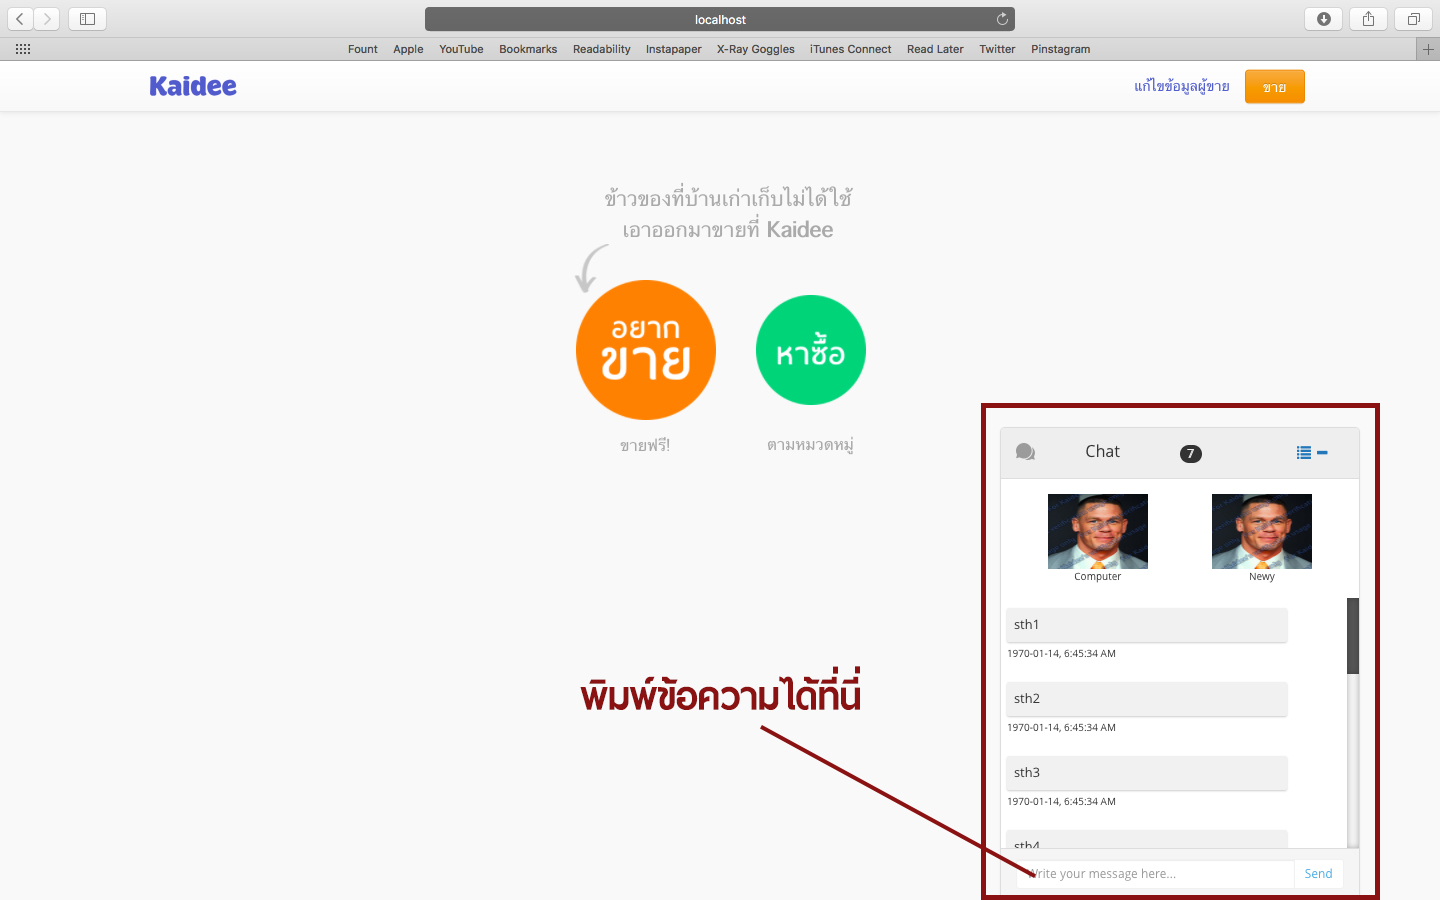 localhost
Fount Apple YouTube Bookmarks Readability Instapaper X-Ray Goggles iTunes Connect Read Later Twitter Pinstagram
Kaidee
แก้ไขข้อมูลผู้ขาย
ขาย
ข้าวของที่บ้านเก่าเก็บไม่ได้ใช้
เอาออกมาขายที่ Kaidee
อยาก
ขาย
หาซื้อ
ขายฟรี!
ตามหมวดหมู่
Chat 7
Computer
Newy
sth1
1970-01-14, 6:45:34 AM
sth2
1970-01-14, 6:45:34 AM
พิมพ์ข้อความได้ที่นี่
sth3
1970-01-14, 6:45:34 AM
sth4
Write your message here...
Send